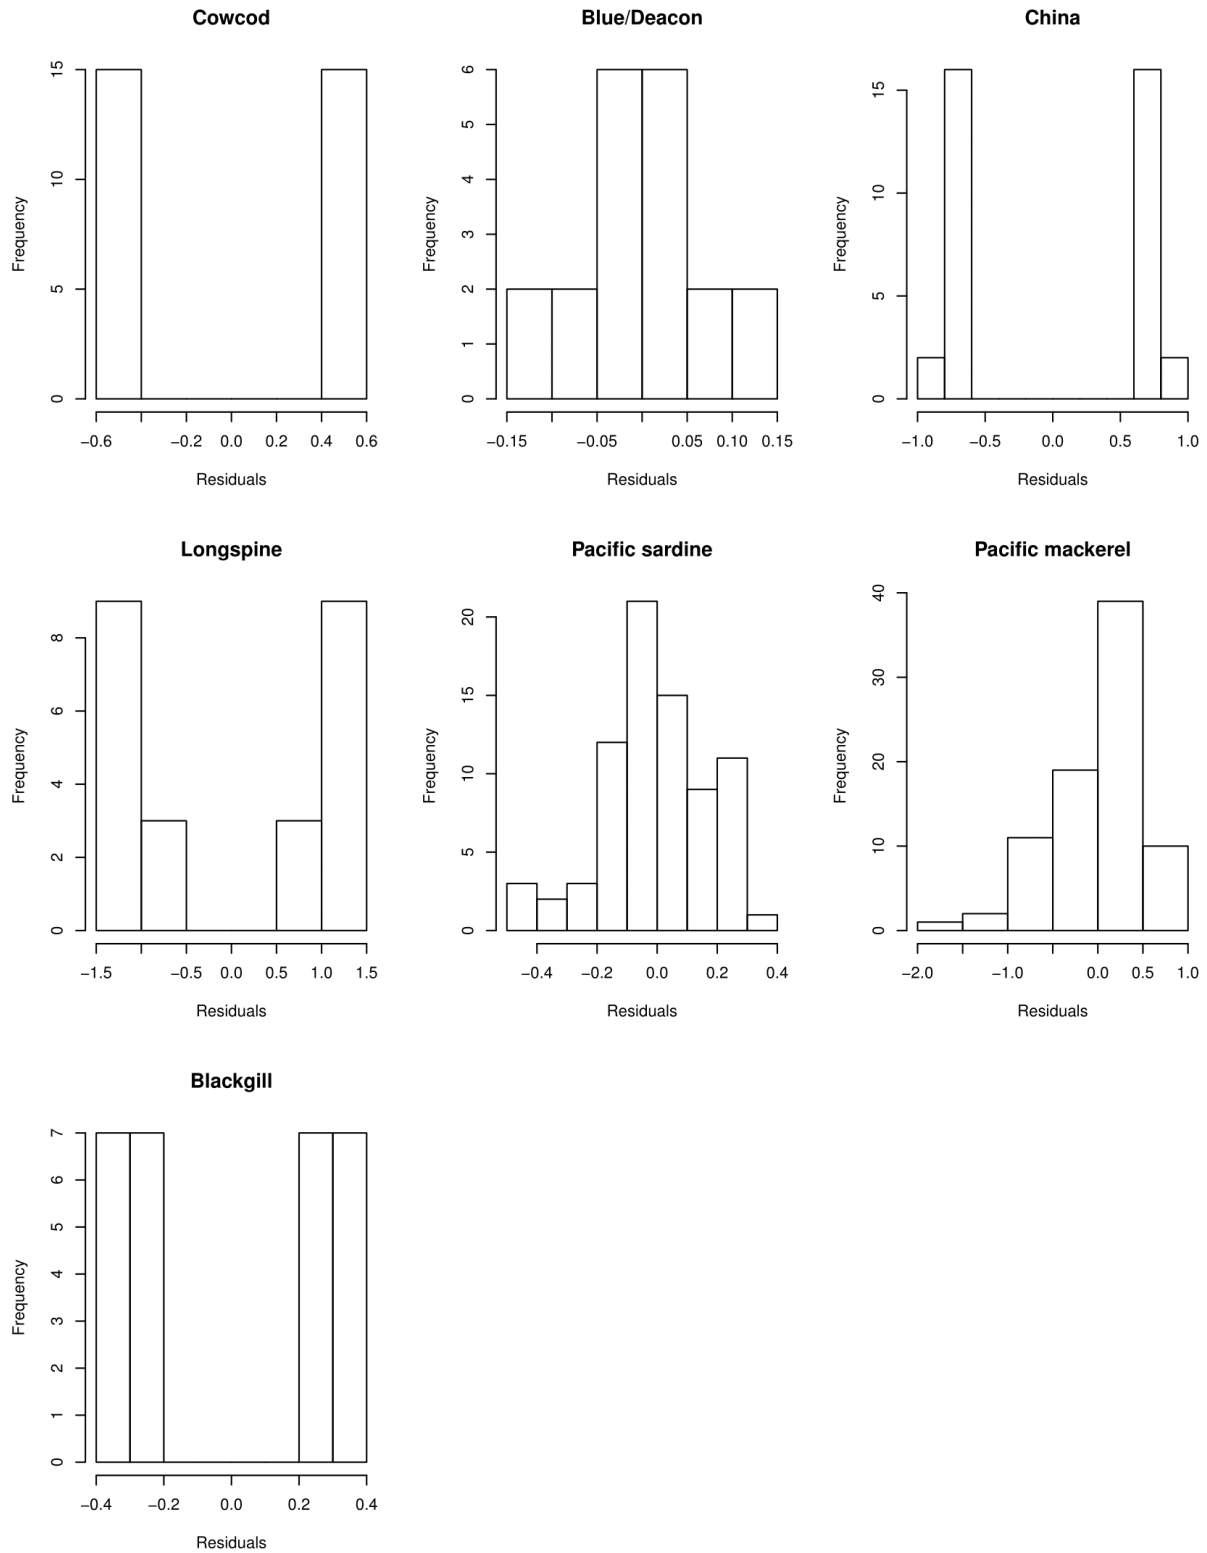 Cowcod
Frequency
15
10
5
0
−0.6 −0.2 0.0 0.2 0.4 0.6
Residuals
Blue/Deacon
Frequency
6
5
4
3
2
1
0
−0.15 −0.05 0.05 0.10 0.15
Residuals
China
Frequency
15
10
5
0
−1.0 −0.5 0.0 0.5 1.0
Residuals
Longspine
Frequency
8
6
4
2
0
−1.5 −0.5 0.0 0.5 1.0 1.5
Residuals
Pacific sardine
Frequency
20
15
10
5
0
−0.4 −0.2 0.0 0.2 0.4
Residuals
Pacific mackerel
Frequency
40
30
20
10
0
−2.0 −1.0 0.0 0.5 1.0
Residuals
Blackgill
Frequency
7
6
5
4
3
2
1
0
−0.4 −0.2 0.0 0.2 0.4
Residuals